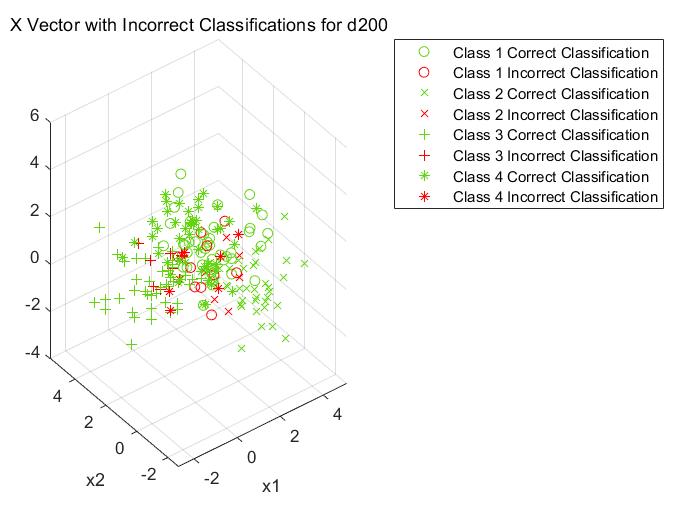 X Vector with Incorrect Classifications for d200
Class 1 Correct Classification
Class 1 Incorrect Classification
Class 2 Correct Classification
Class 2 Incorrect Classification
Class 3 Correct Classification
Class 3 Incorrect Classification
Class 4 Correct Classification
Class 4 Incorrect Classification
6
4
2
0
-2
-4
4
2
0
-2
x2
-2
0
2
4
x1